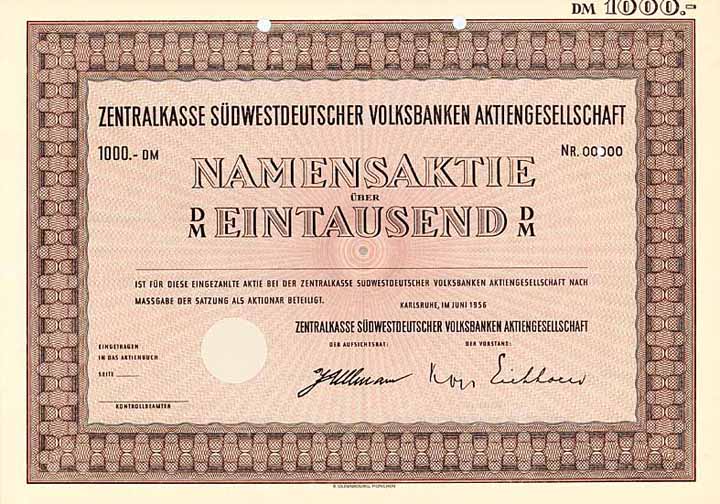 DM 1000.-
ZENTRALKASSE SÜDWESTDEUTSCHER VOLKSBANKEN AKTIENGESELLSCHAFT
1000.- DM NR. 00000
NAMENSAKTIE
ÜBER
DM EINTAUSEND DM
IST FÜR DIESE EINGEZAHLTE AKTIE BEI DER ZENTRALKASSE SÜDWESTDEUTSCHER VOLKSBANKEN AKTIENGESELLSCHAFT NACH
MASSGABE DER SATZUNG ALS AKTIONÄR BETEILIGT.
KARLSRUHE, IM JUNI 1956
ZENTRALKASSE SÜDWESTDEUTSCHER VOLKSBANKEN AKTIENGESELLSCHAFT
DER AUFSICHTSRAT: DER VORSTAND:
EINGETRAGEN
IN DAS AKTIENBUCH
SEITE
KONTROLLBEAMTER
R. OLDENBOURG, MÜNCHEN